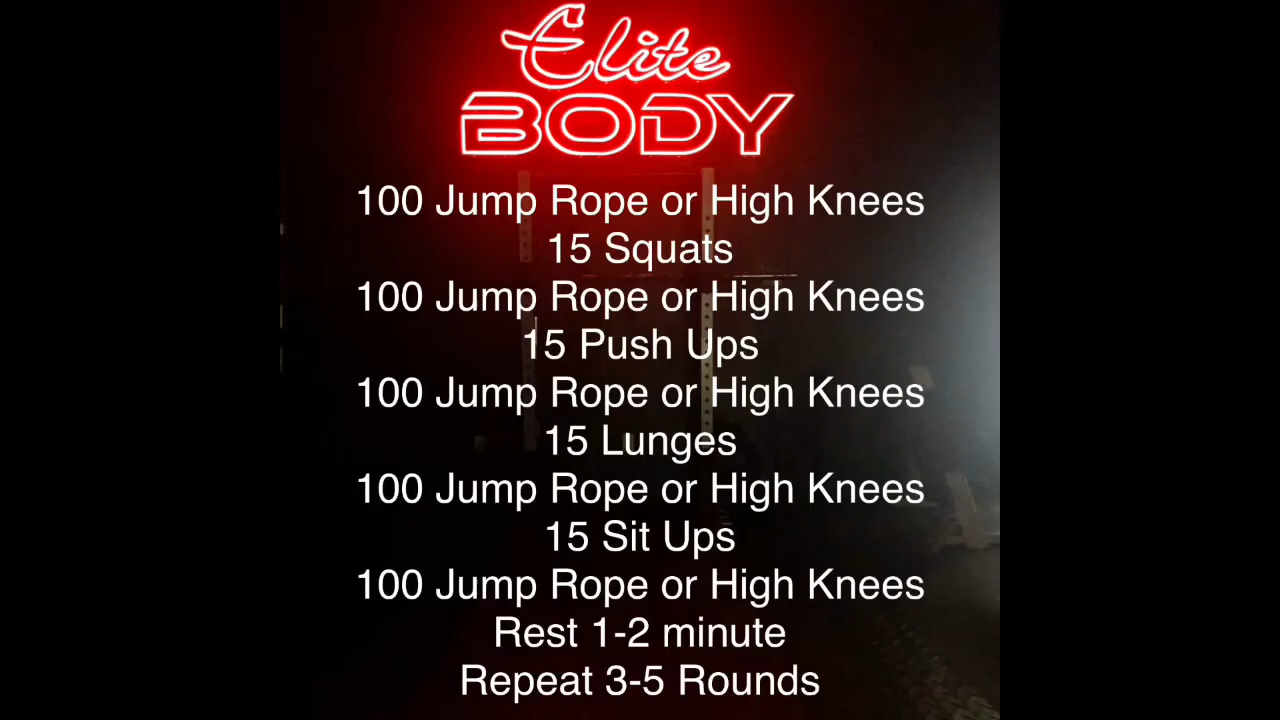 Elite
BODY
100 Jump Rope or High Knees
15 Squats
100 Jump Rope or High Knees
15 Push Ups
100 Jump Rope or High Knees
15 Lunges
100 Jump Rope or High Knees
15 Sit Ups
100 Jump Rope or High Knees
Rest 1-2 minute
Repeat 3-5 Rounds